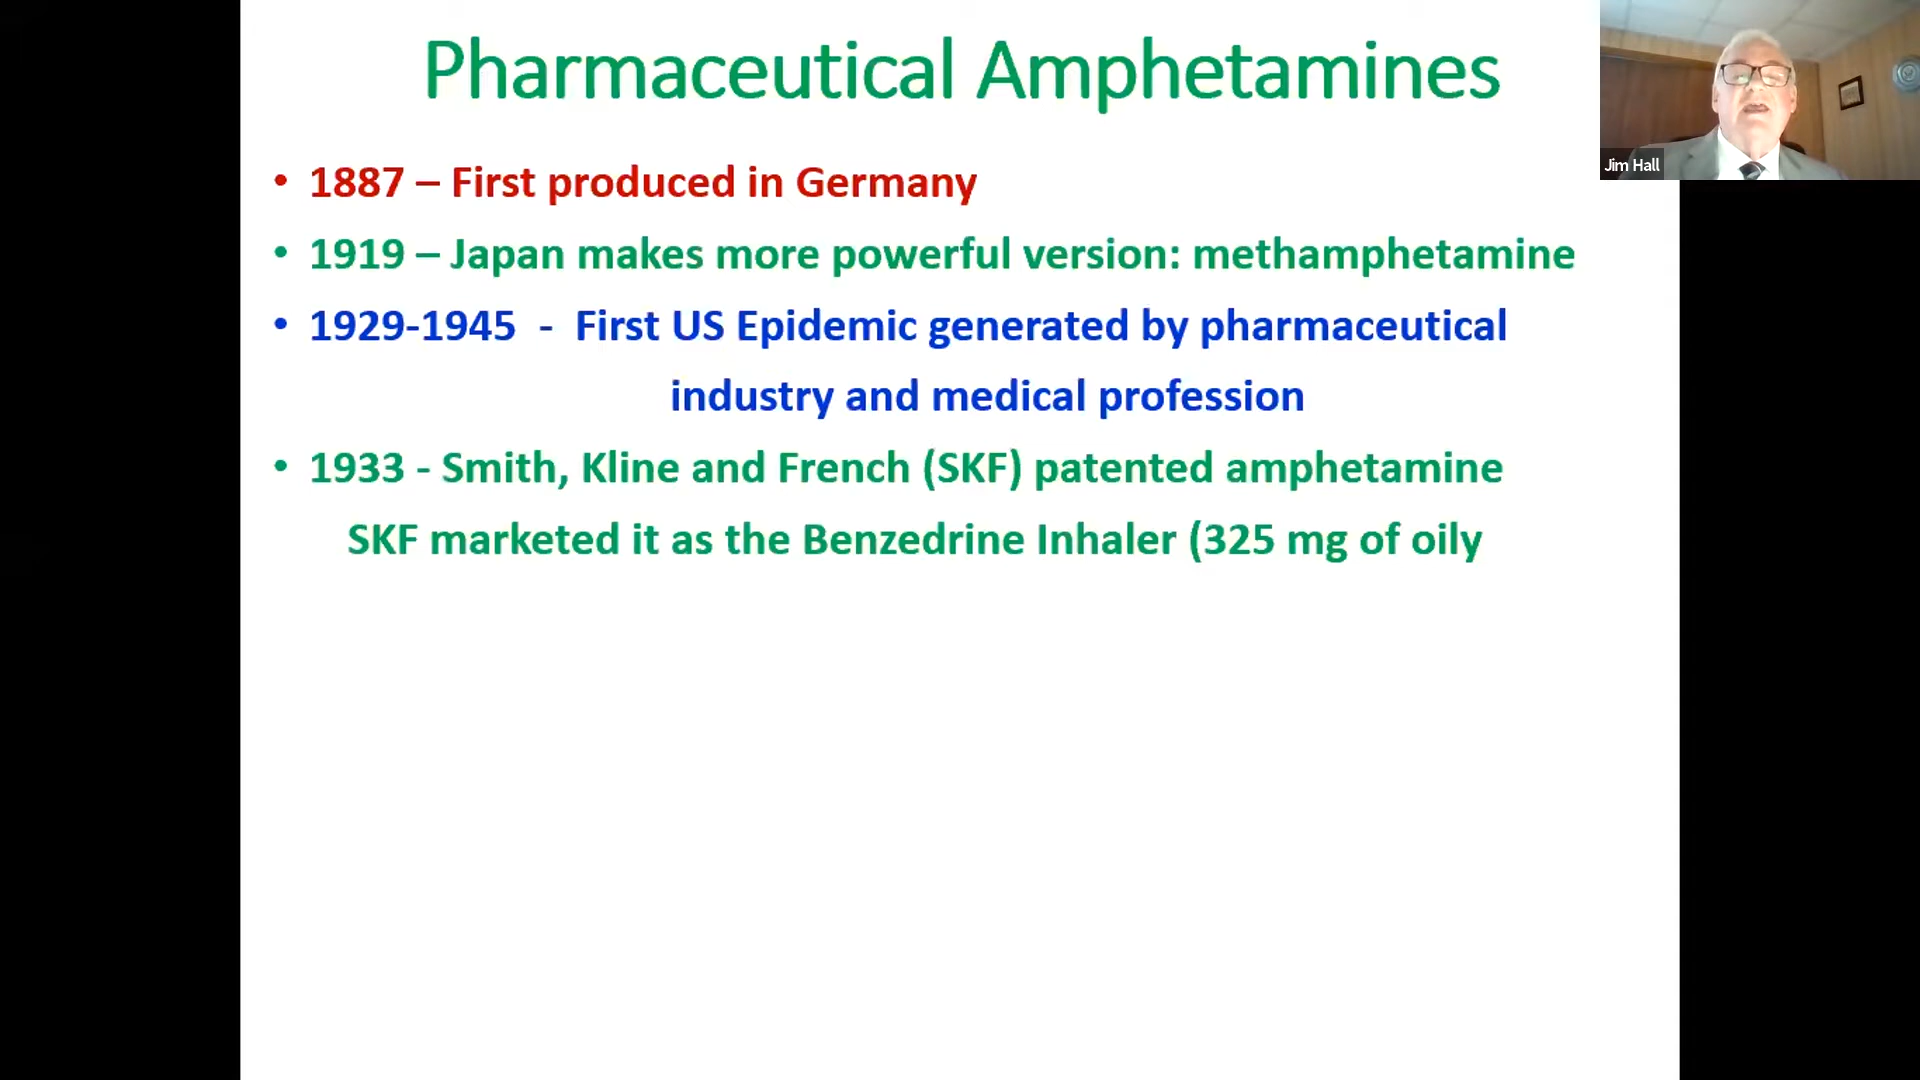 Pharmaceutical Amphetamines
• 1887 – First produced in Germany
• 1919 – Japan makes more powerful version: methamphetamine
• 1929-1945 - First US Epidemic generated by pharmaceutical
industry and medical profession
• 1933 - Smith, Kline and French (SKF) patented amphetamine
SKF marketed it as the Benzedrine Inhaler (325 mg of oily
Jim Hall